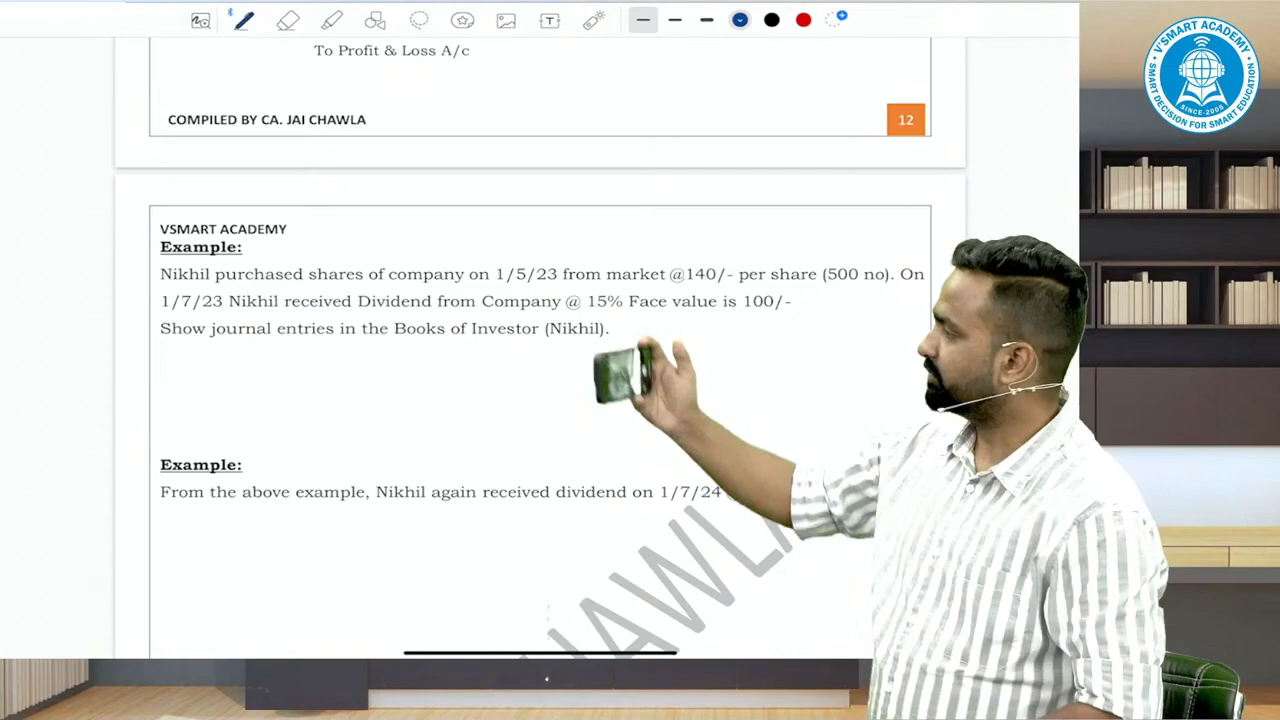 To Profit & Loss A/c
COMPILED BY CA. JAI CHAWLA
12
VSMART ACADEMY
Example:
Nikhil purchased shares of company on 1/5/23 from market @140/- per share (500 no). On
1/7/23 Nikhil received Dividend from Company @ 15% Face value is 100/-
Show journal entries in the Books of Investor (Nikhil).
Example:
From the above example, Nikhil again received dividend on 1/7/24
V'SMART ACADEMY
SINCE-2005
SMART DECISION FOR SMART EDUCATION
T